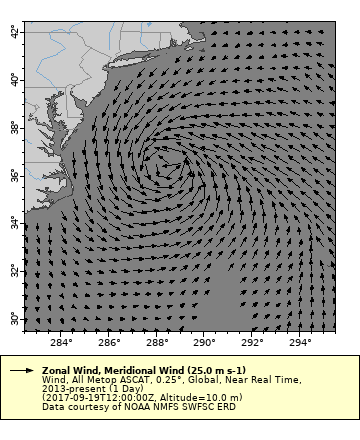 42°
40°
38°
36°
34°
32°
30°
284° 286° 288° 290° 292° 294°
Zonal Wind, Meridional Wind (25.0 m s-1)
Wind, All Metop ASCAT, 0.25°, Global, Near Real Time,
2013-present (1 Day)
(2017-09-19T12:00:00Z, Altitude=10.0 m)
Data courtesy of NOAA NMFS SWFSC ERD